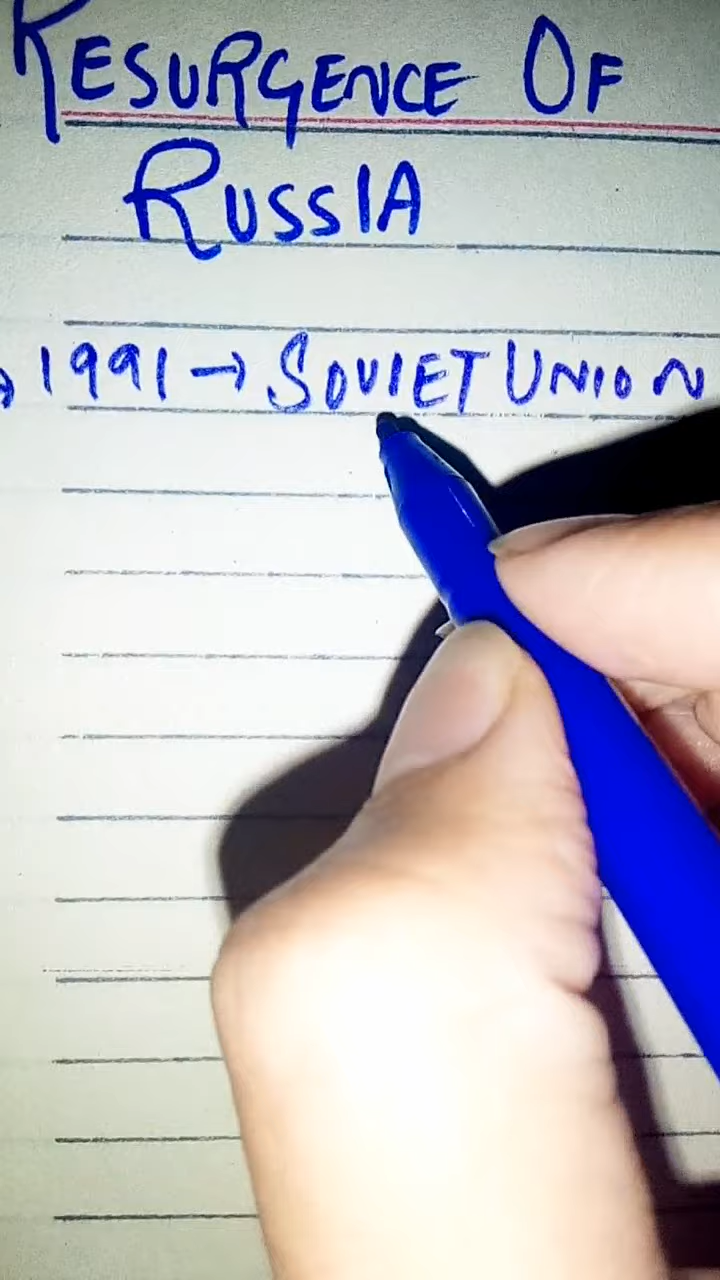 RESURGENCE OF
RUSSIA
→ 1991 → SOVIET UNION